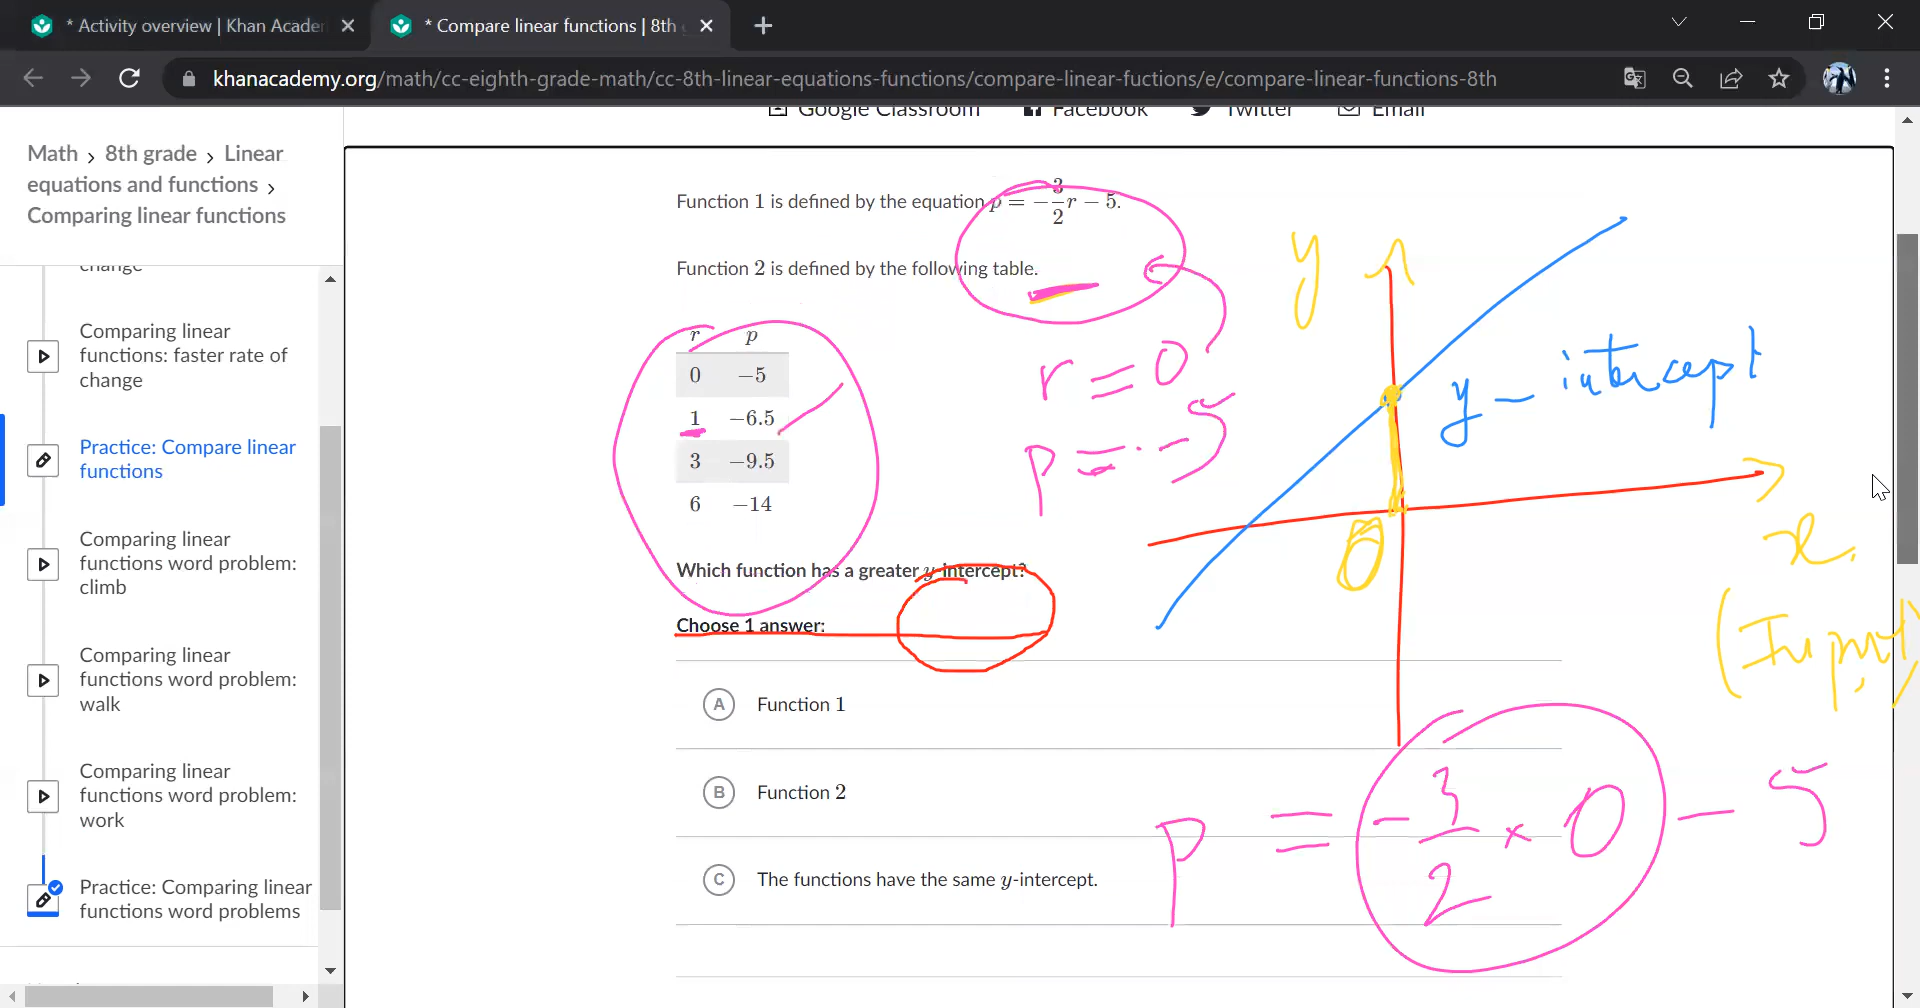 * Activity overview | Khan Acade
* Compare linear functions | 8th
khanacademy.org/math/cc-eighth-grade-math/cc-8th-linear-equations-functions/compare-linear-fuctions/e/compare-linear-functions-8th
Google Classroom Facebook Twitter Email
Math > 8th grade > Linear
equations and functions >
Comparing linear functions
change
Comparing linear
functions: faster rate of
change
Practice: Compare linear
functions
Comparing linear
functions word problem:
climb
Comparing linear
functions word problem:
walk
Comparing linear
functions word problem:
work
Practice: Comparing linear
functions word problems
Function 1 is defined by the equation p = −3/2 r − 5.
Function 2 is defined by the following table.
r p
0 −5
1 −6.5
3 −9.5
6 −14
Which function has a greater y-intercept?
Choose 1 answer:
A Function 1
B Function 2
C The functions have the same y-intercept.
r = 0
p = -5
y
y - intercept
0
x
(Input)
p = -3/2 × 0 - 5